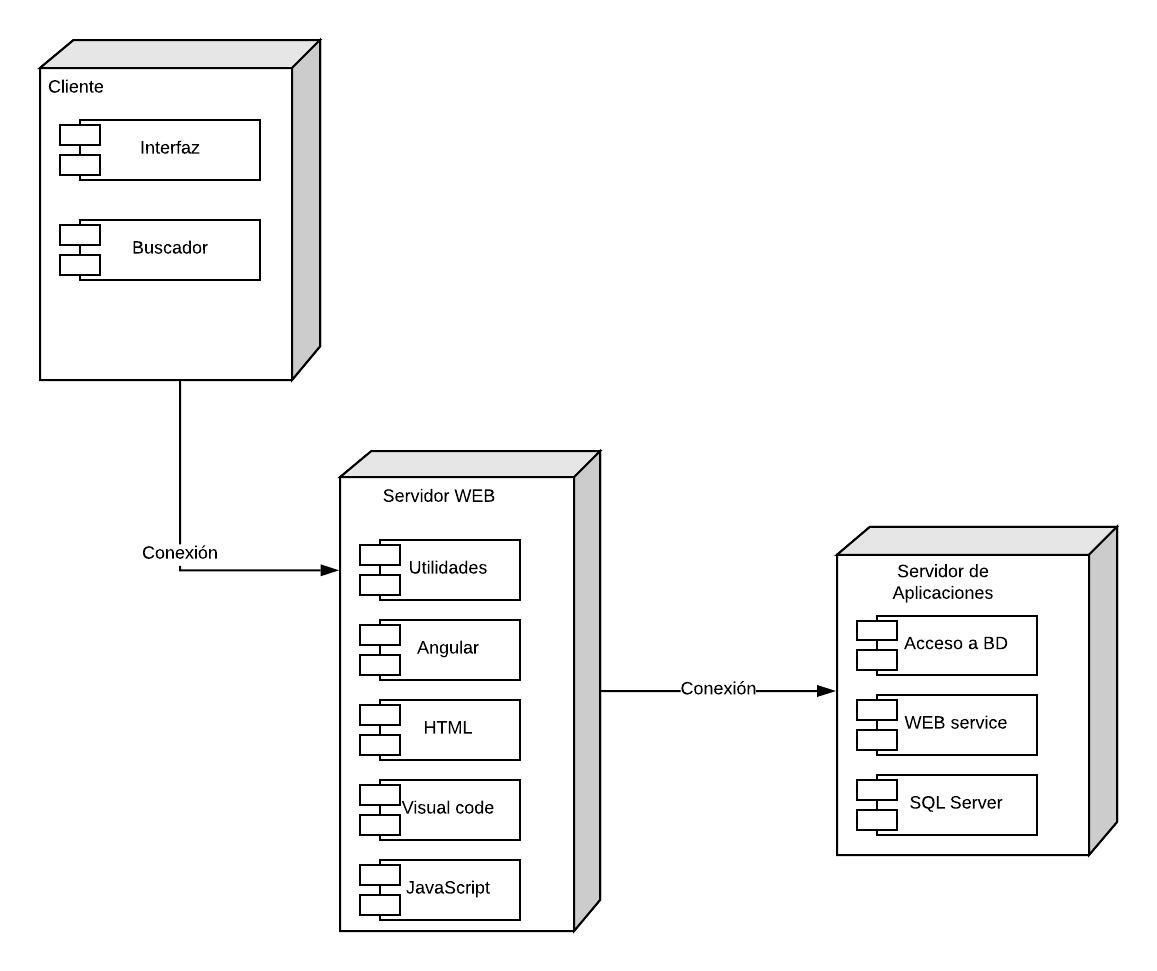 Cliente
Interfaz
Buscador
Conexión
Servidor WEB
Utilidades
Angular
HTML
Visual code
JavaScript
Conexión
Servidor de
Aplicaciones
Acceso a BD
WEB service
SQL Server